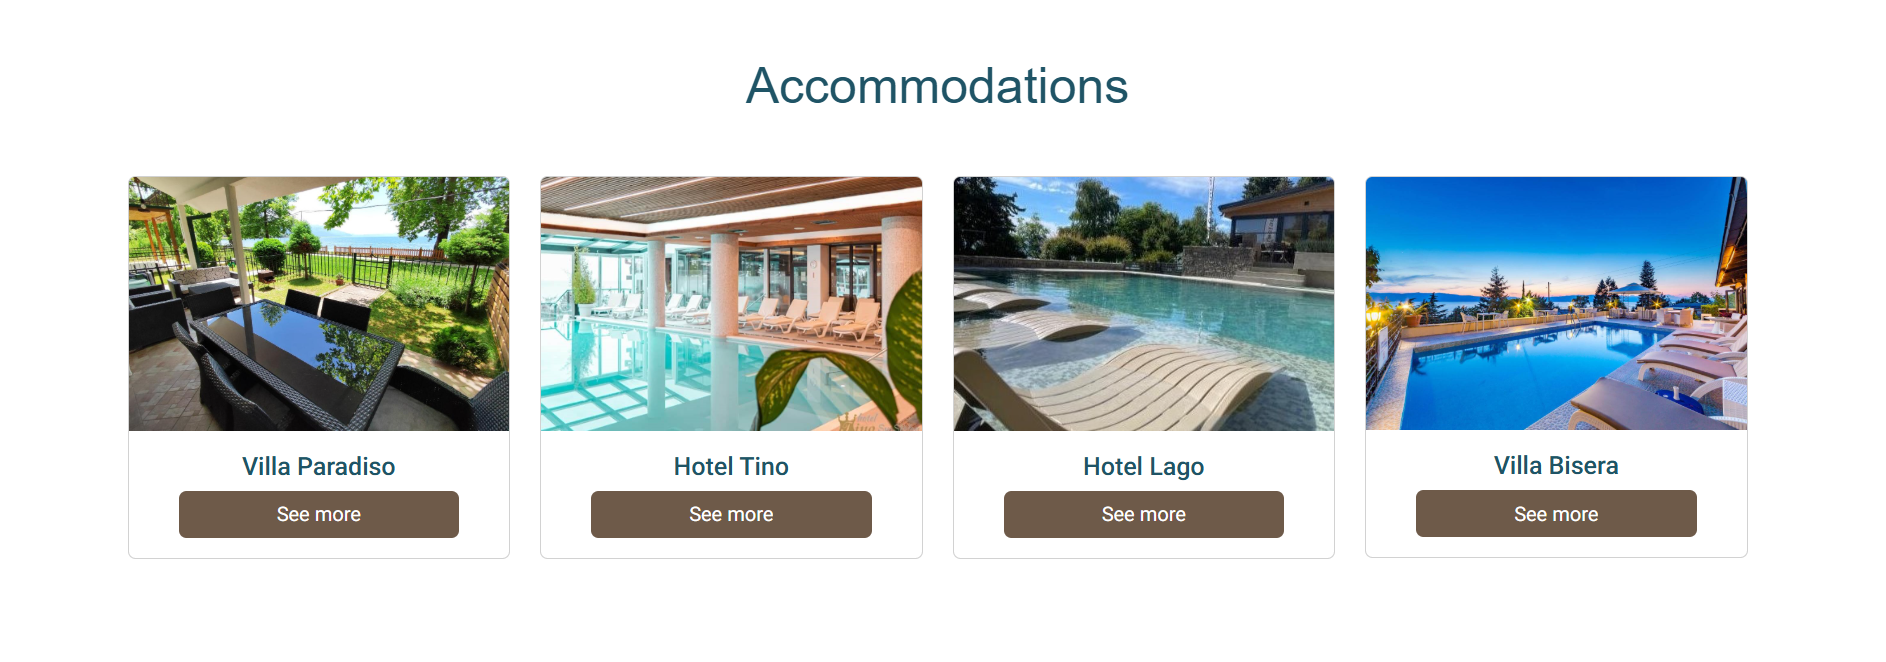 Accommodations
Villa Paradiso
See more
Hotel Tino
See more
Hotel Lago
See more
Villa Bisera
See more